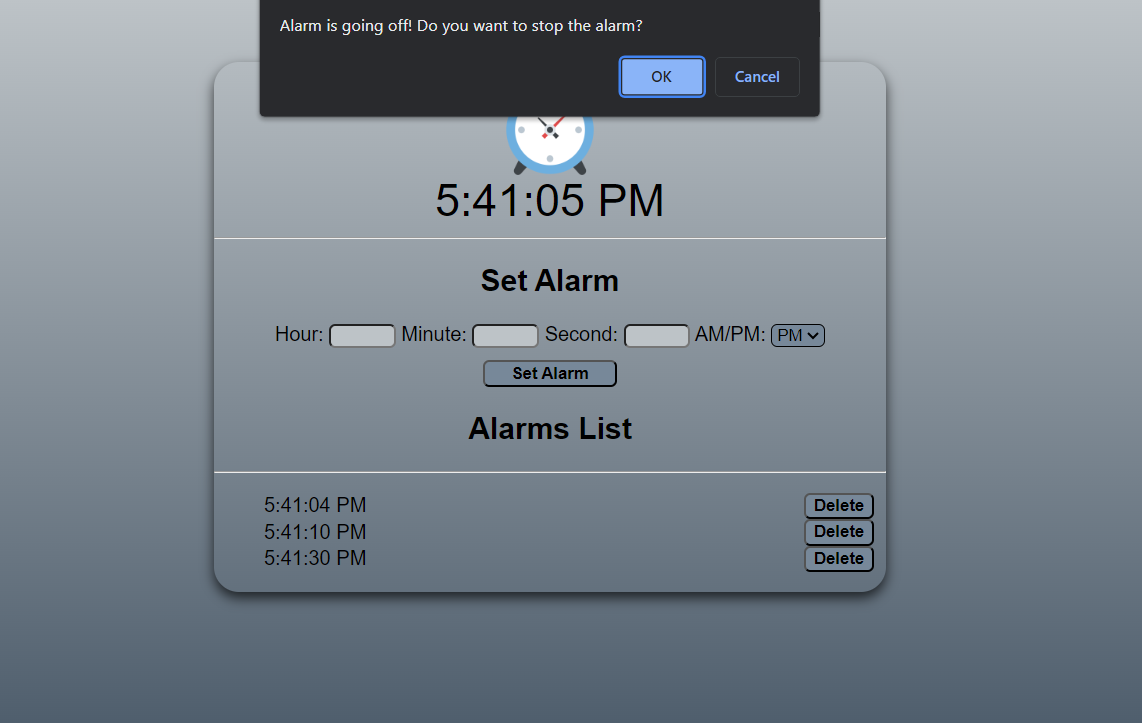 Alarm is going off! Do you want to stop the alarm?
OK Cancel
5:41:05 PM
Set Alarm
Hour: Minute: Second: AM/PM: PM
Set Alarm
Alarms List
5:41:04 PM Delete
5:41:10 PM Delete
5:41:30 PM Delete